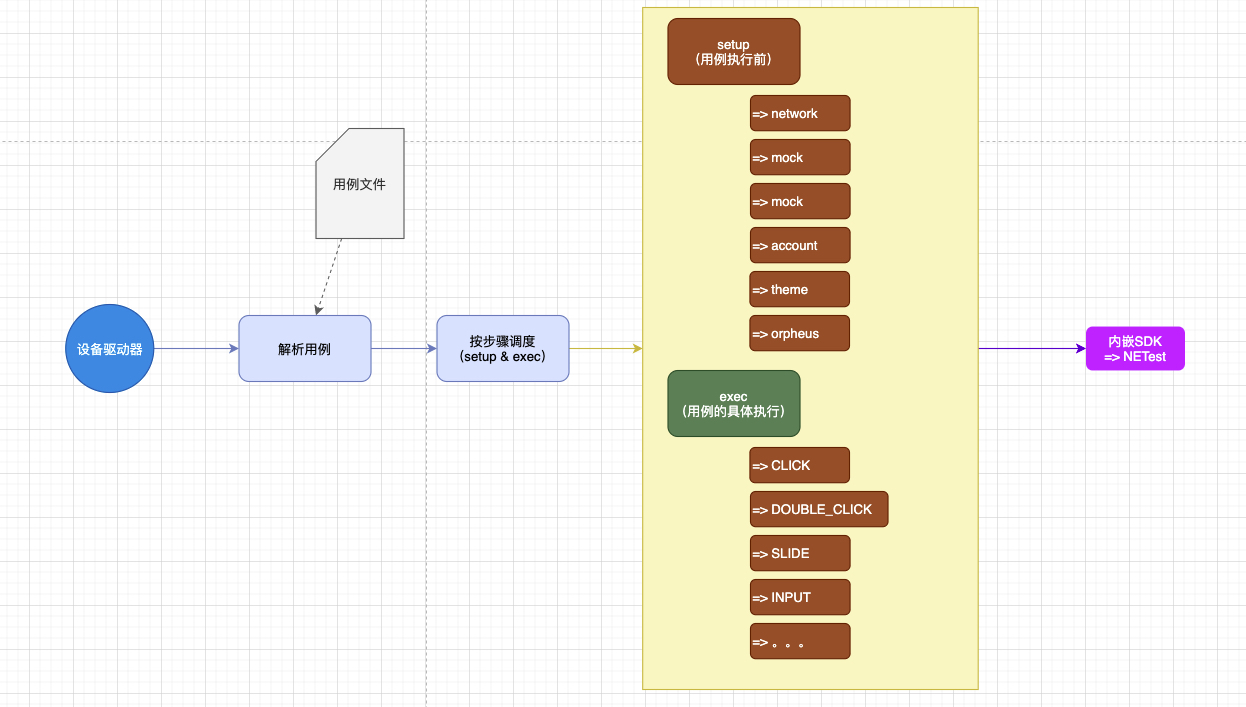 setup
(用例执行前)
=> network
=> mock
=> mock
=> account
=> theme
=> orpheus
用例文件
设备驱动器
解析用例
按步骤调度
(setup & exec)
内嵌SDK
=> NETest
exec
(用例的具体执行)
=> CLICK
=> DOUBLE_CLICK
=> SLIDE
=> INPUT
=> 。。。